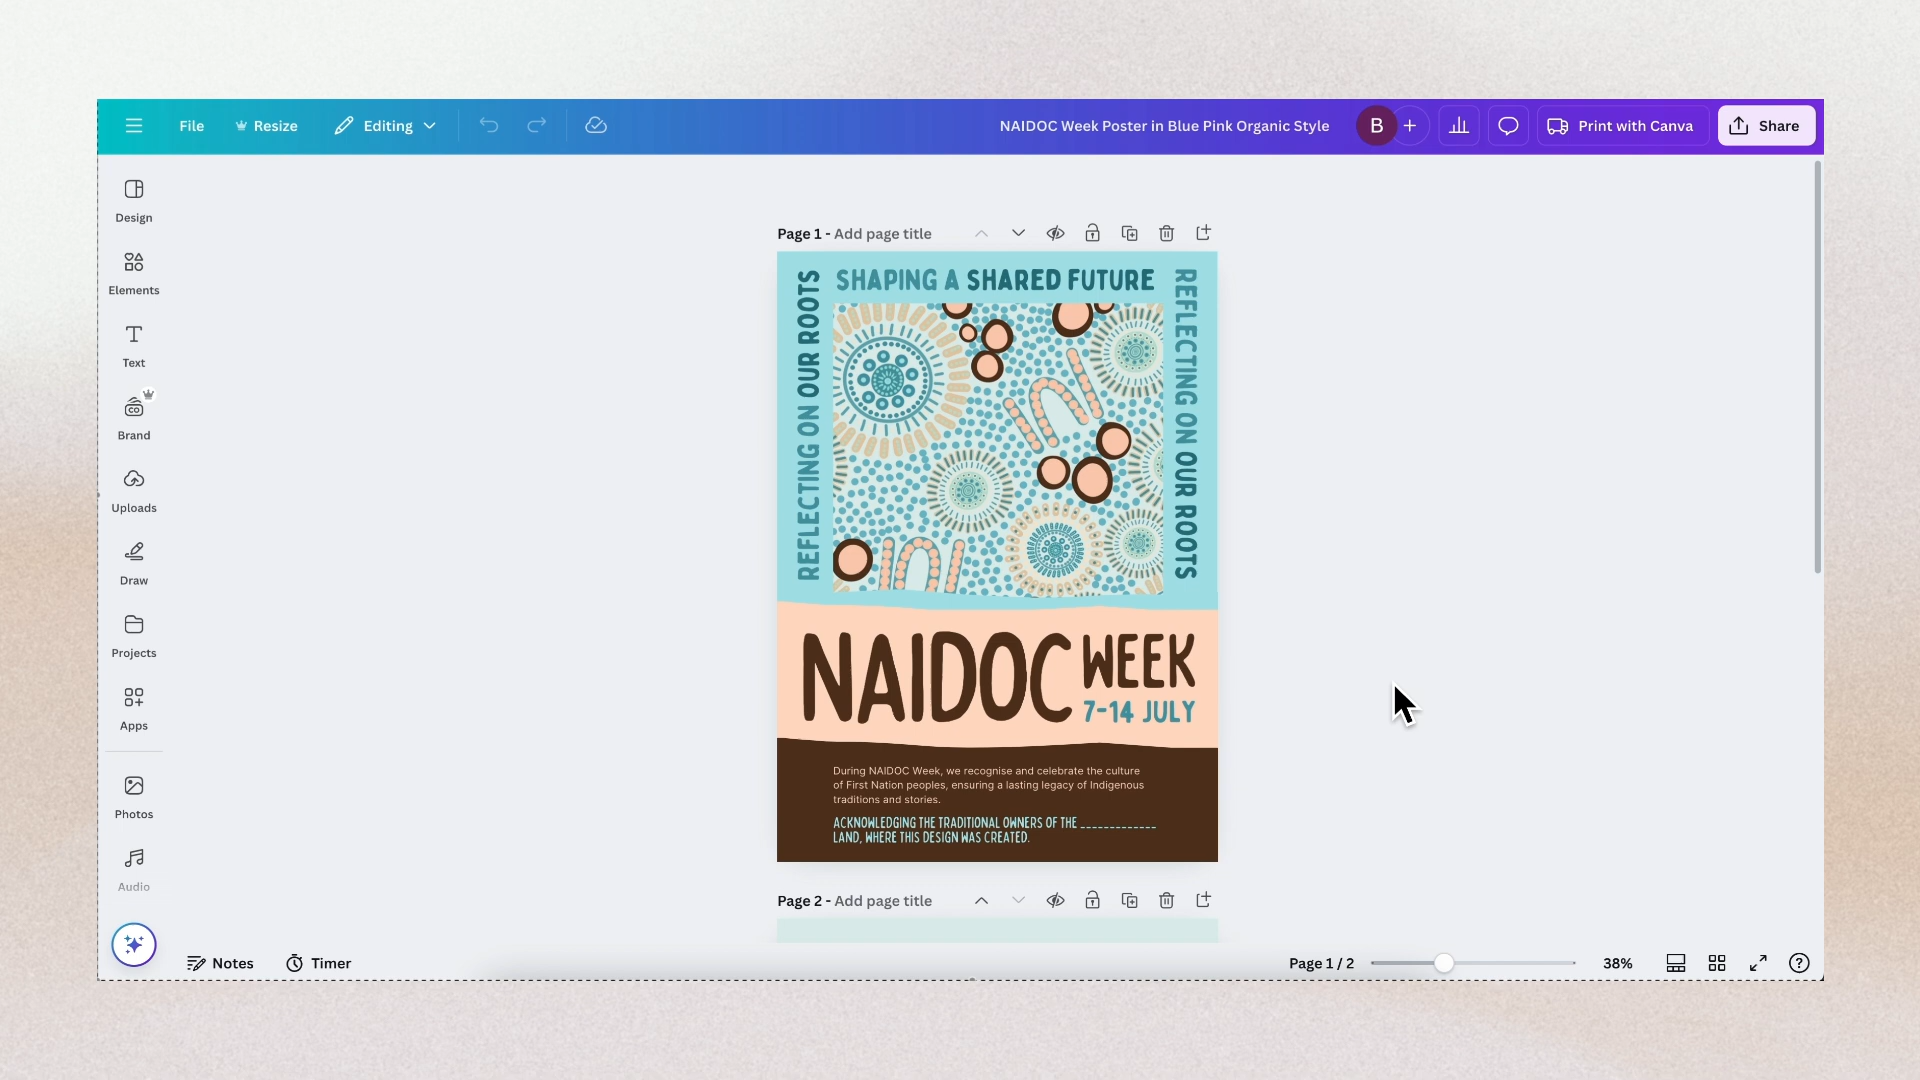 File
Resize
Editing
NAIDOC Week Poster in Blue Pink Organic Style
B
Print with Canva
Share
Design
Elements
Text
Brand
Uploads
Draw
Projects
Apps
Photos
Audio
Page 1 - Add page title
SHAPING A SHARED FUTURE
REFLECTING ON OUR ROOTS
REFLECTING ON OUR ROOTS
NAIDOC WEEK
7-14 JULY
During NAIDOC Week, we recognise and celebrate the culture
of First Nation peoples, ensuring a lasting legacy of Indigenous
traditions and stories.
ACKNOWLEDGING THE TRADITIONAL OWNERS OF THE _____________
LAND, WHERE THIS DESIGN WAS CREATED.
Page 2 - Add page title
Notes
Timer
Page 1 / 2
38%